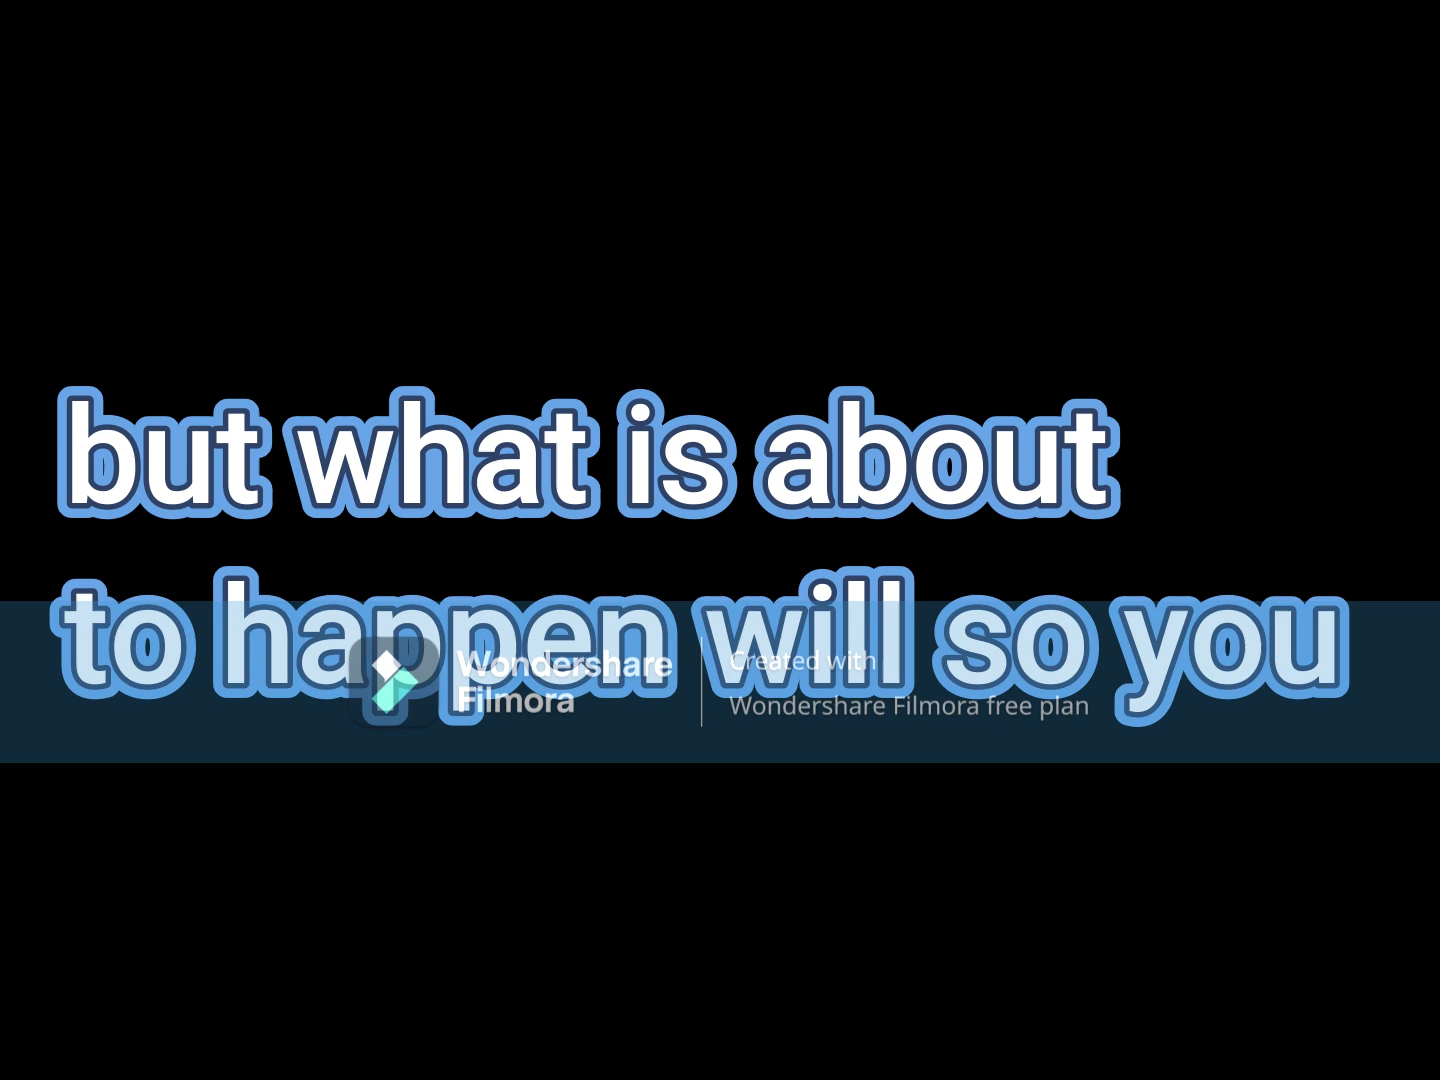 but what is about
to happen will so you
Wondershare
Filmora
Created with
Wondershare Filmora free plan